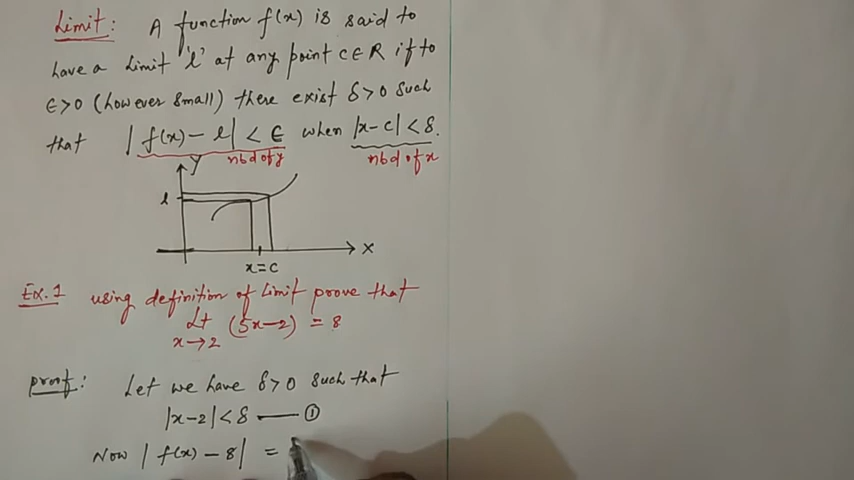 Limit: A function f(x) is said to
have a Limit 'l' at any point c∈R if to
∈>0 (however small) there exist δ>0 such
that |f(x)-l|<∈ when |x-c|<δ.
nbd of y nbd of x
y
l
x
x=c
Ex.1 using definition of Limit prove that
Lt (5x-2) = 8
x→2
proof: Let we have δ>0 such that
|x-2|<δ — ①
Now |f(x)-8| =